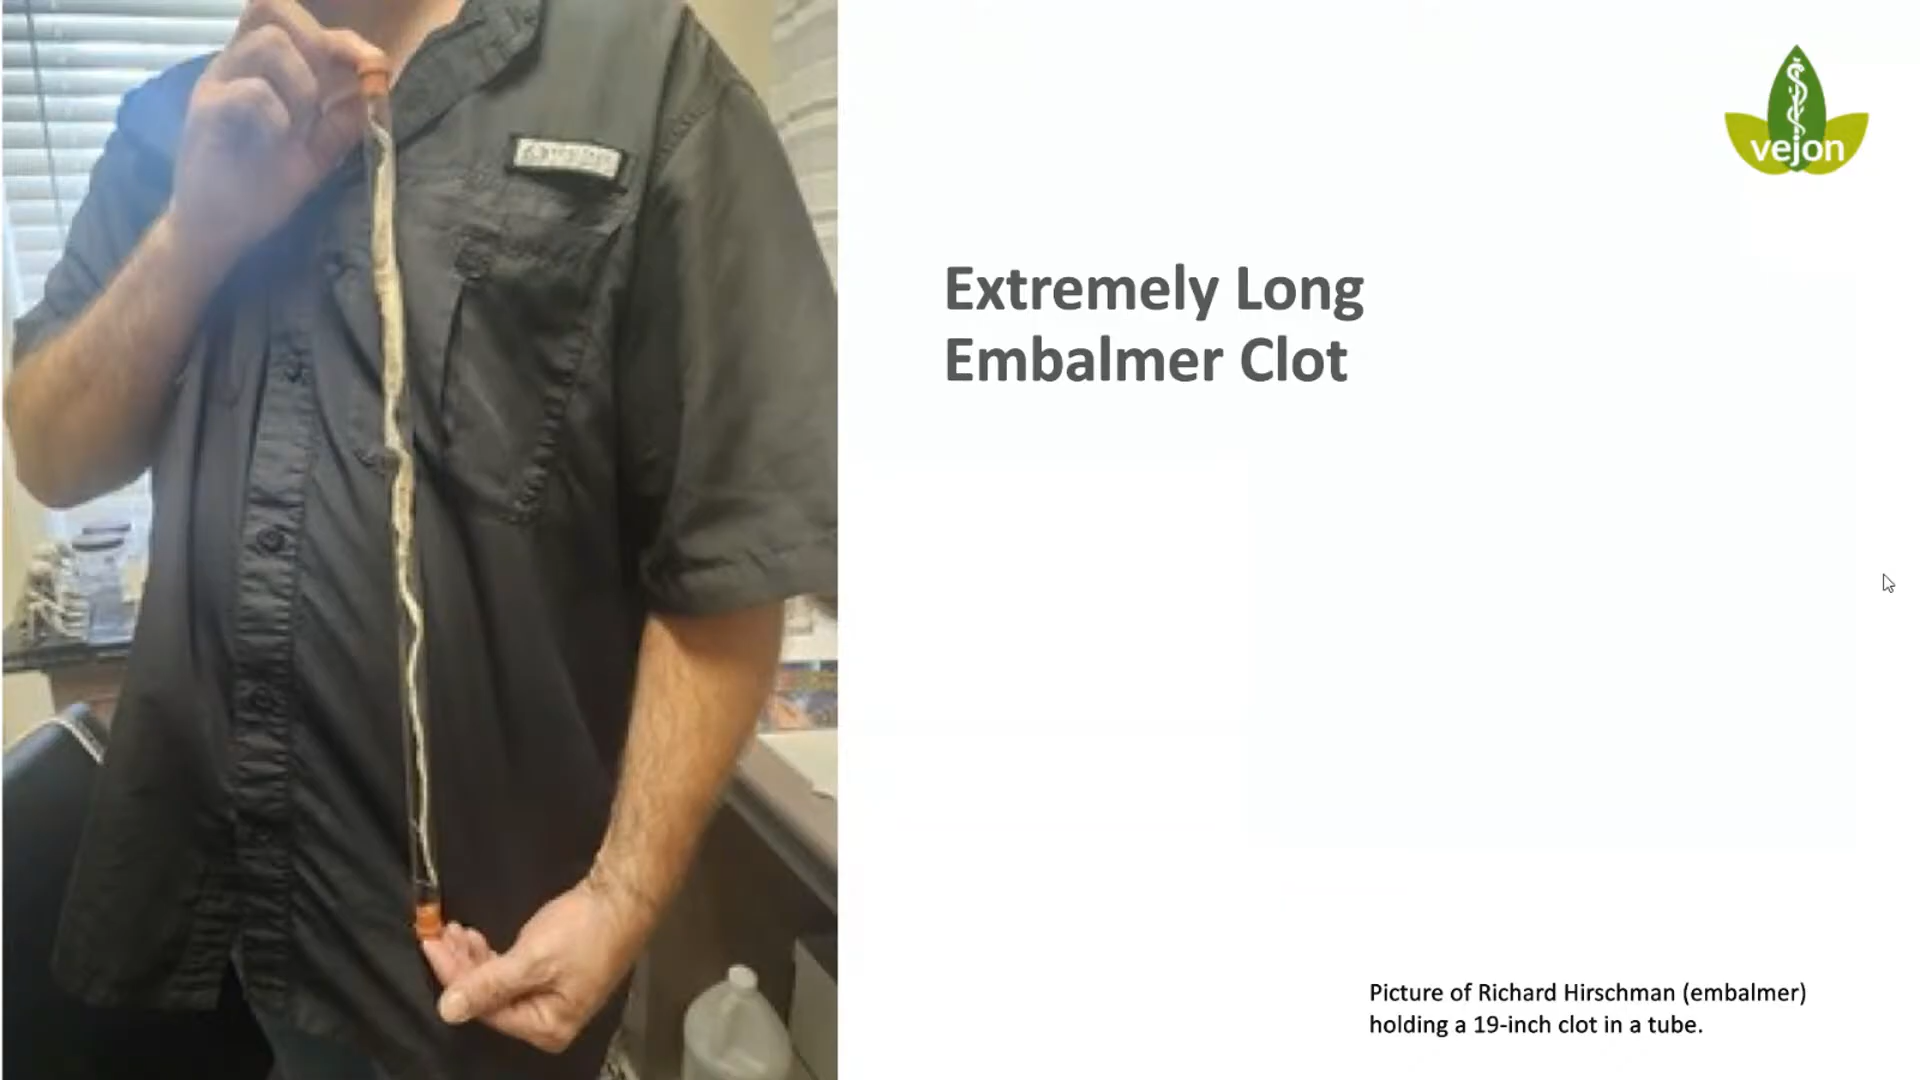 vejon
Extremely Long
Embalmer Clot
Picture of Richard Hirschman (embalmer)
holding a 19-inch clot in a tube.